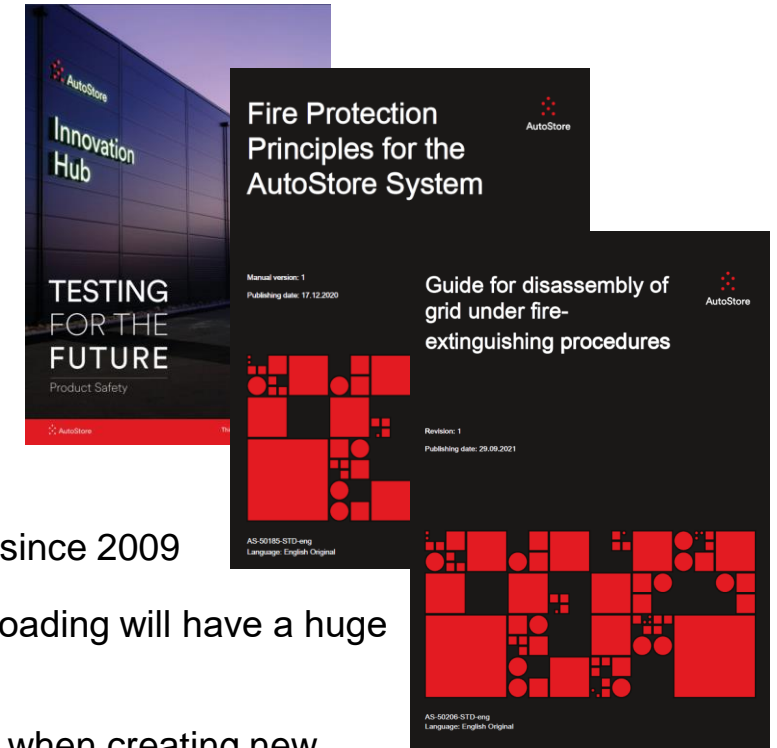 AutoStore
Innovation
Hub
TESTING
FOR THE
FUTURE
Product Safety
AutoStore
Fire Protection
Principles for the
AutoStore System
AutoStore
Manual version: 1
Publishing date: 17.12.2020
AS-50185-STD-eng
Language: English Original
Guide for disassembly of
grid under fire-
extinguishing procedures
AutoStore
Revision: 1
Publishing date: 29.09.2021
AS-50206-STD-eng
Language: English Original
since 2009
oading will have a huge
when creating new